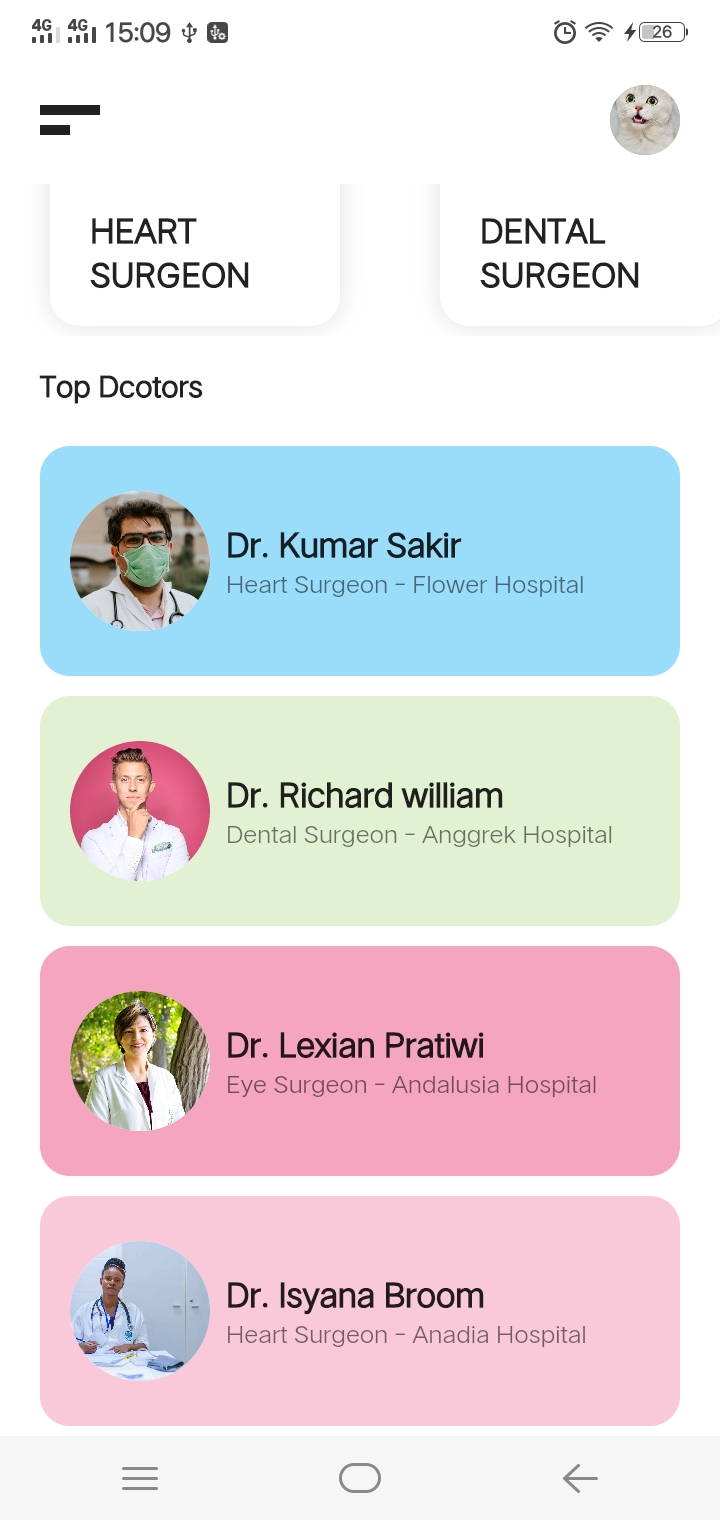 4G 4G 15:09 26
HEART
SURGEON
DENTAL
SURGEON
Top Dcotors
Dr. Kumar Sakir
Heart Surgeon - Flower Hospital
Dr. Richard william
Dental Surgeon - Anggrek Hospital
Dr. Lexian Pratiwi
Eye Surgeon - Andalusia Hospital
Dr. Isyana Broom
Heart Surgeon - Anadia Hospital